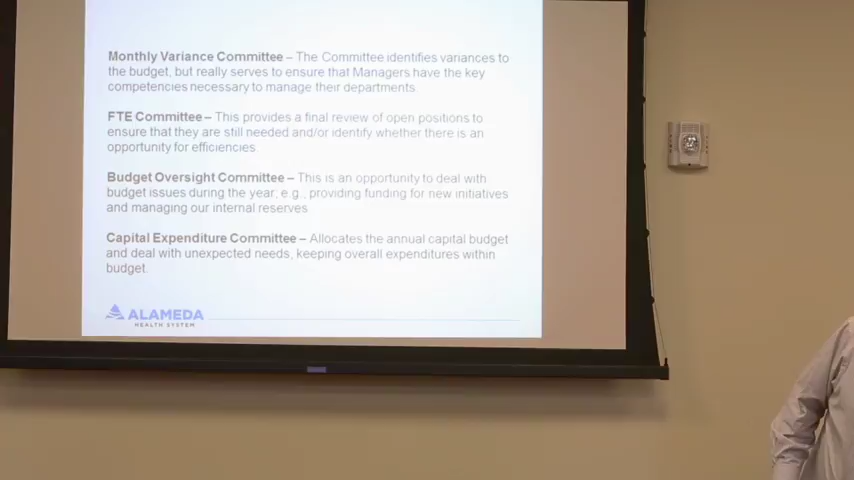 Monthly Variance Committee – The Committee identifies variances to
the budget, but really serves to ensure that Managers have the key
competencies necessary to manage their departments.
FTE Committee – This provides a final review of open positions to
ensure that they are still needed and/or identify whether there is an
opportunity for efficiencies.
Budget Oversight Committee – This is an opportunity to deal with
budget issues during the year; e.g., providing funding for new initiatives
and managing our internal reserves.
Capital Expenditure Committee – Allocates the annual capital budget
and deal with unexpected needs, keeping overall expenditures within
budget.
ALAMEDA
HEALTH SYSTEM